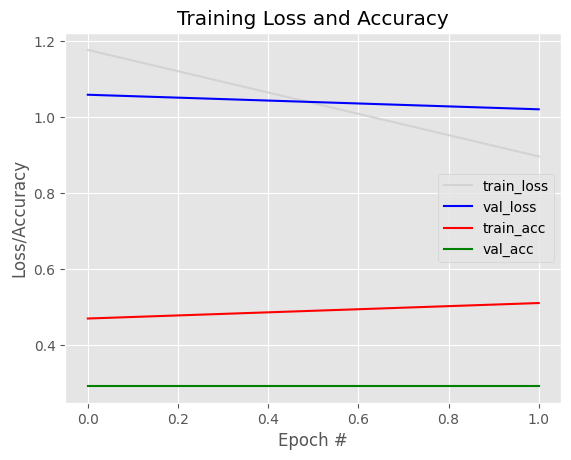 Training Loss and Accuracy
1.2
1.0
0.8
0.6
0.4
Loss/Accuracy
train_loss
val_loss
train_acc
val_acc
0.0 0.2 0.4 0.6 0.8 1.0
Epoch #